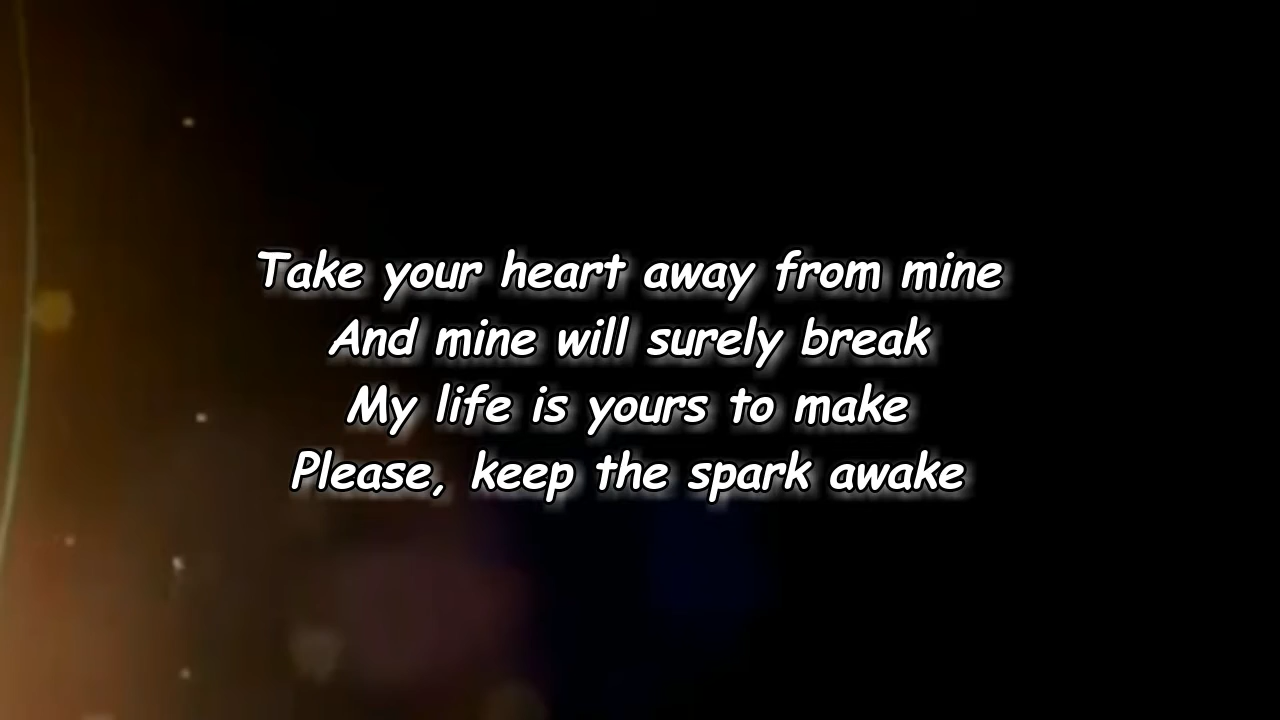 Take your heart away from mine
And mine will surely break
My life is yours to make
Please, keep the spark awake